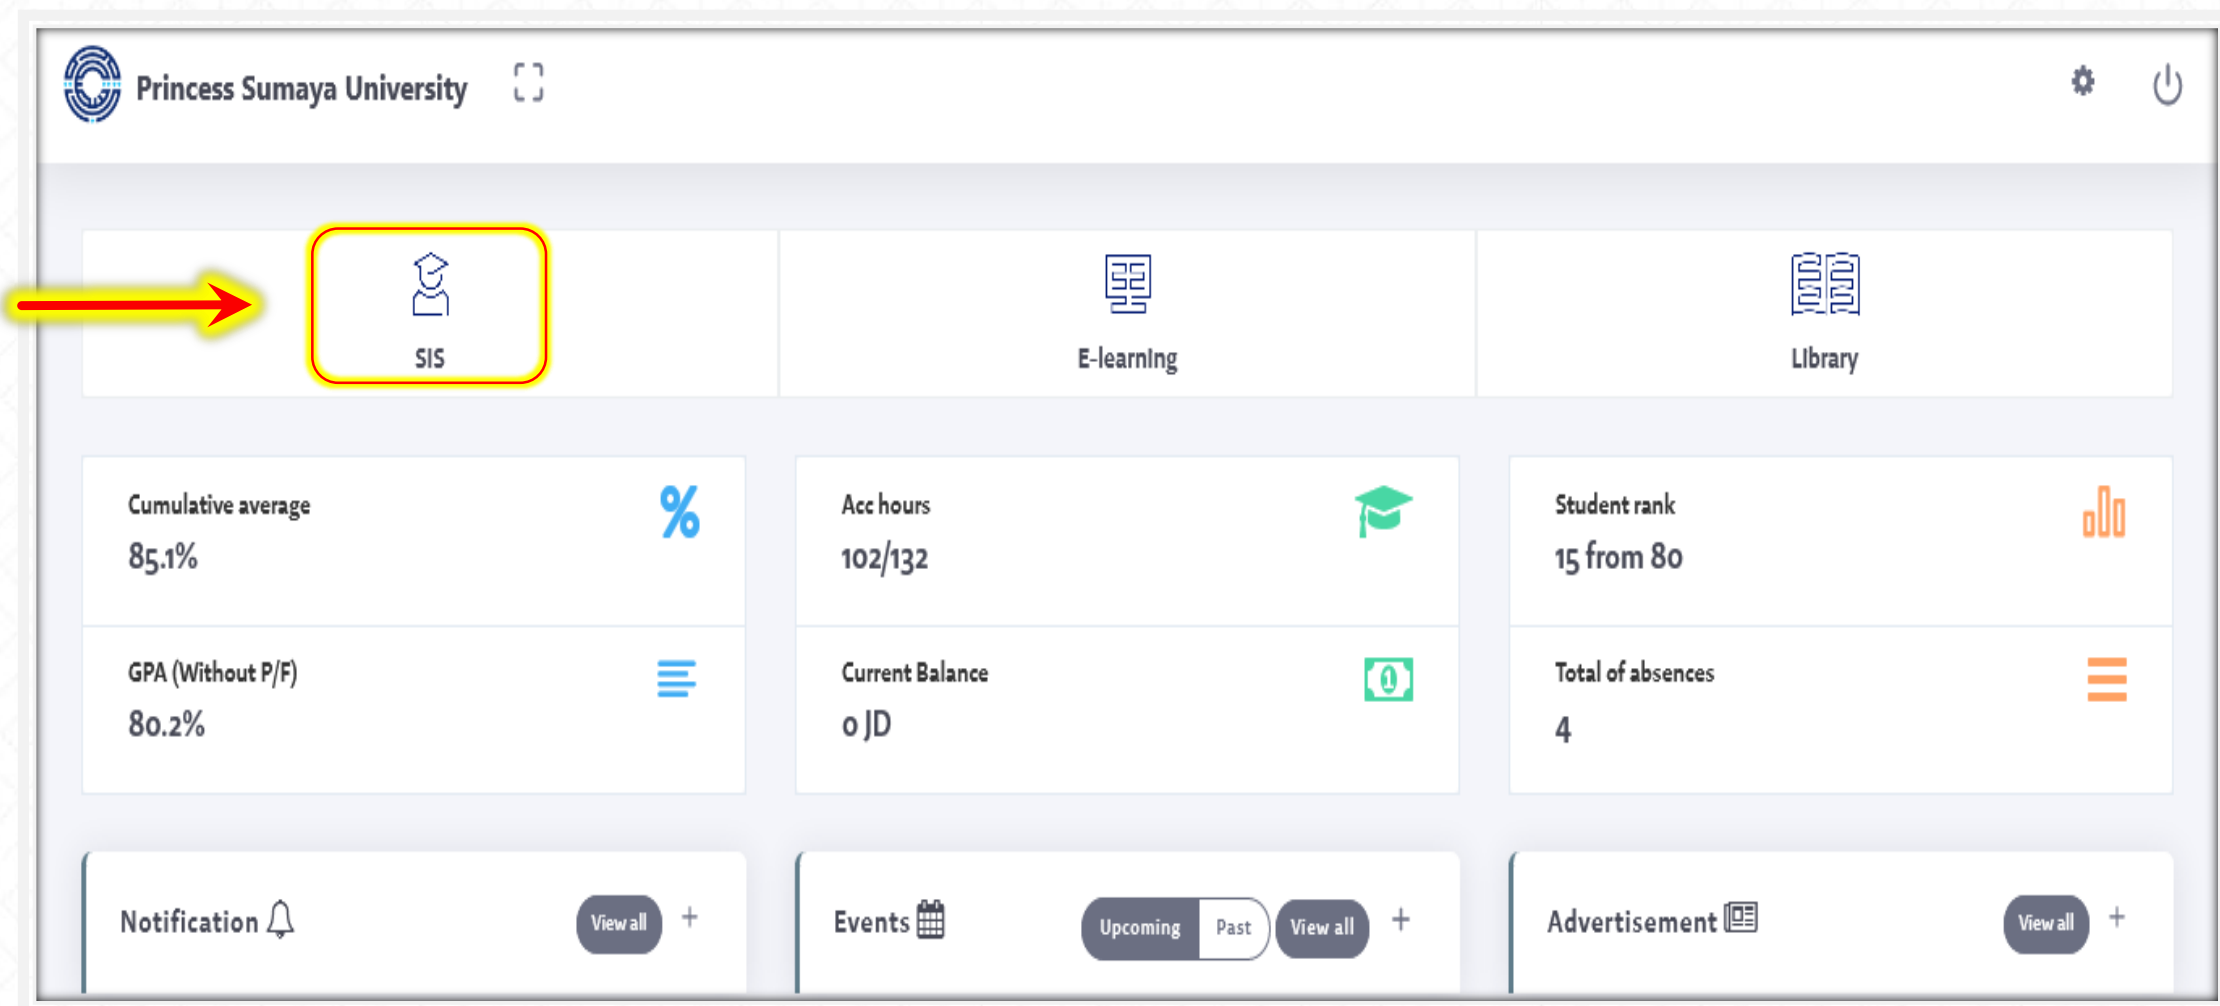 Princess Sumaya University
SIS
E-learning
Library
Cumulative average
85.1%
Acc hours
102/132
Student rank
15 from 80
GPA (Without P/F)
80.2%
Current Balance
0 JD
Total of absences
4
Notification
View all +
Events
Upcoming Past View all +
Advertisement
View all +